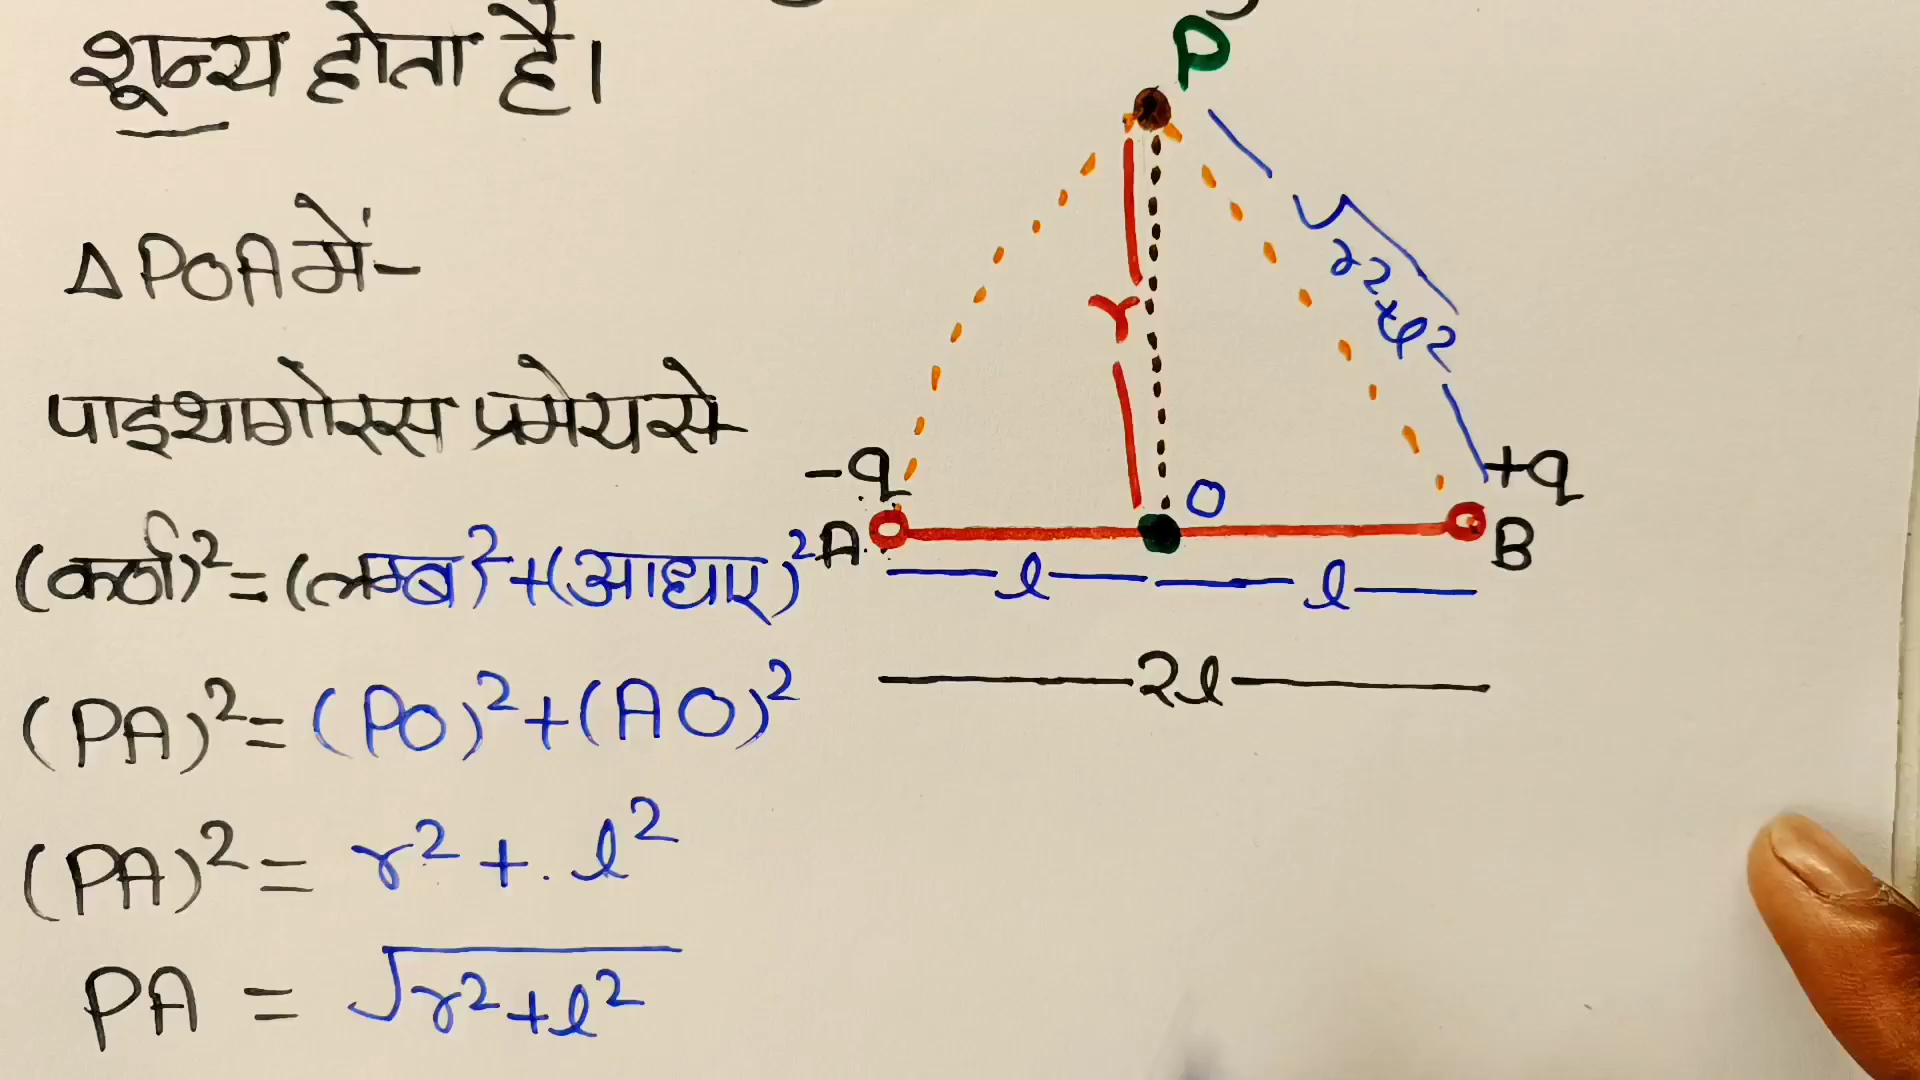 शून्य होता है।
Δ POA में-
पाइथागोरस प्रमेय से-
(कर्ण)² = (लम्ब)² + (आधार)²
(PA)² = (PO)² + (AO)²
(PA)² = r² + l²
PA = √r²+l²
P
r
√r²+l²
-q
+q
O
A
B
l
l
2l